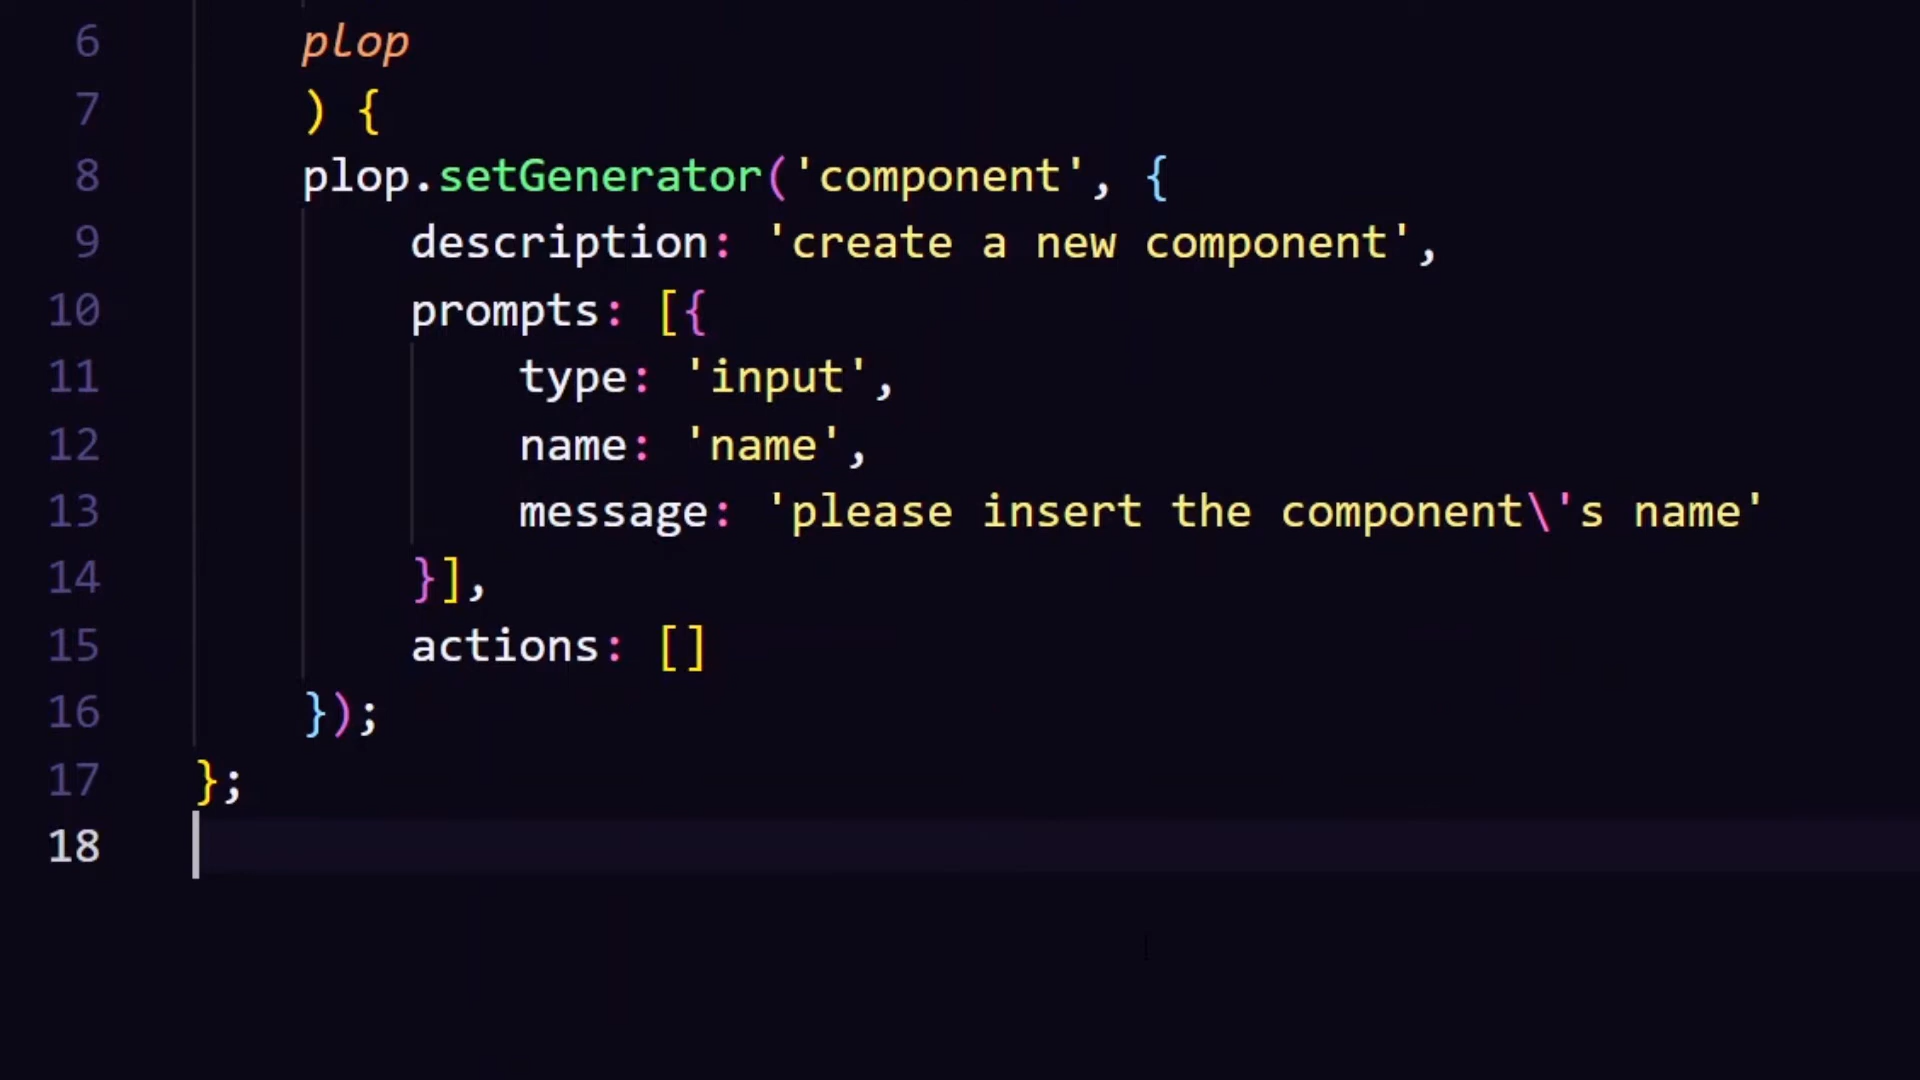 6 plop
7 ) {
8 plop.setGenerator('component', {
9 description: 'create a new component',
10 prompts: [{
11 type: 'input',
12 name: 'name',
13 message: 'please insert the component\'s name'
14 }],
15 actions: []
16 });
17 };
18